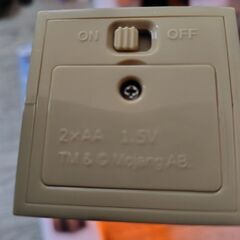 ON OFF
2×AA 1.5V
TM & © Mojang AB.